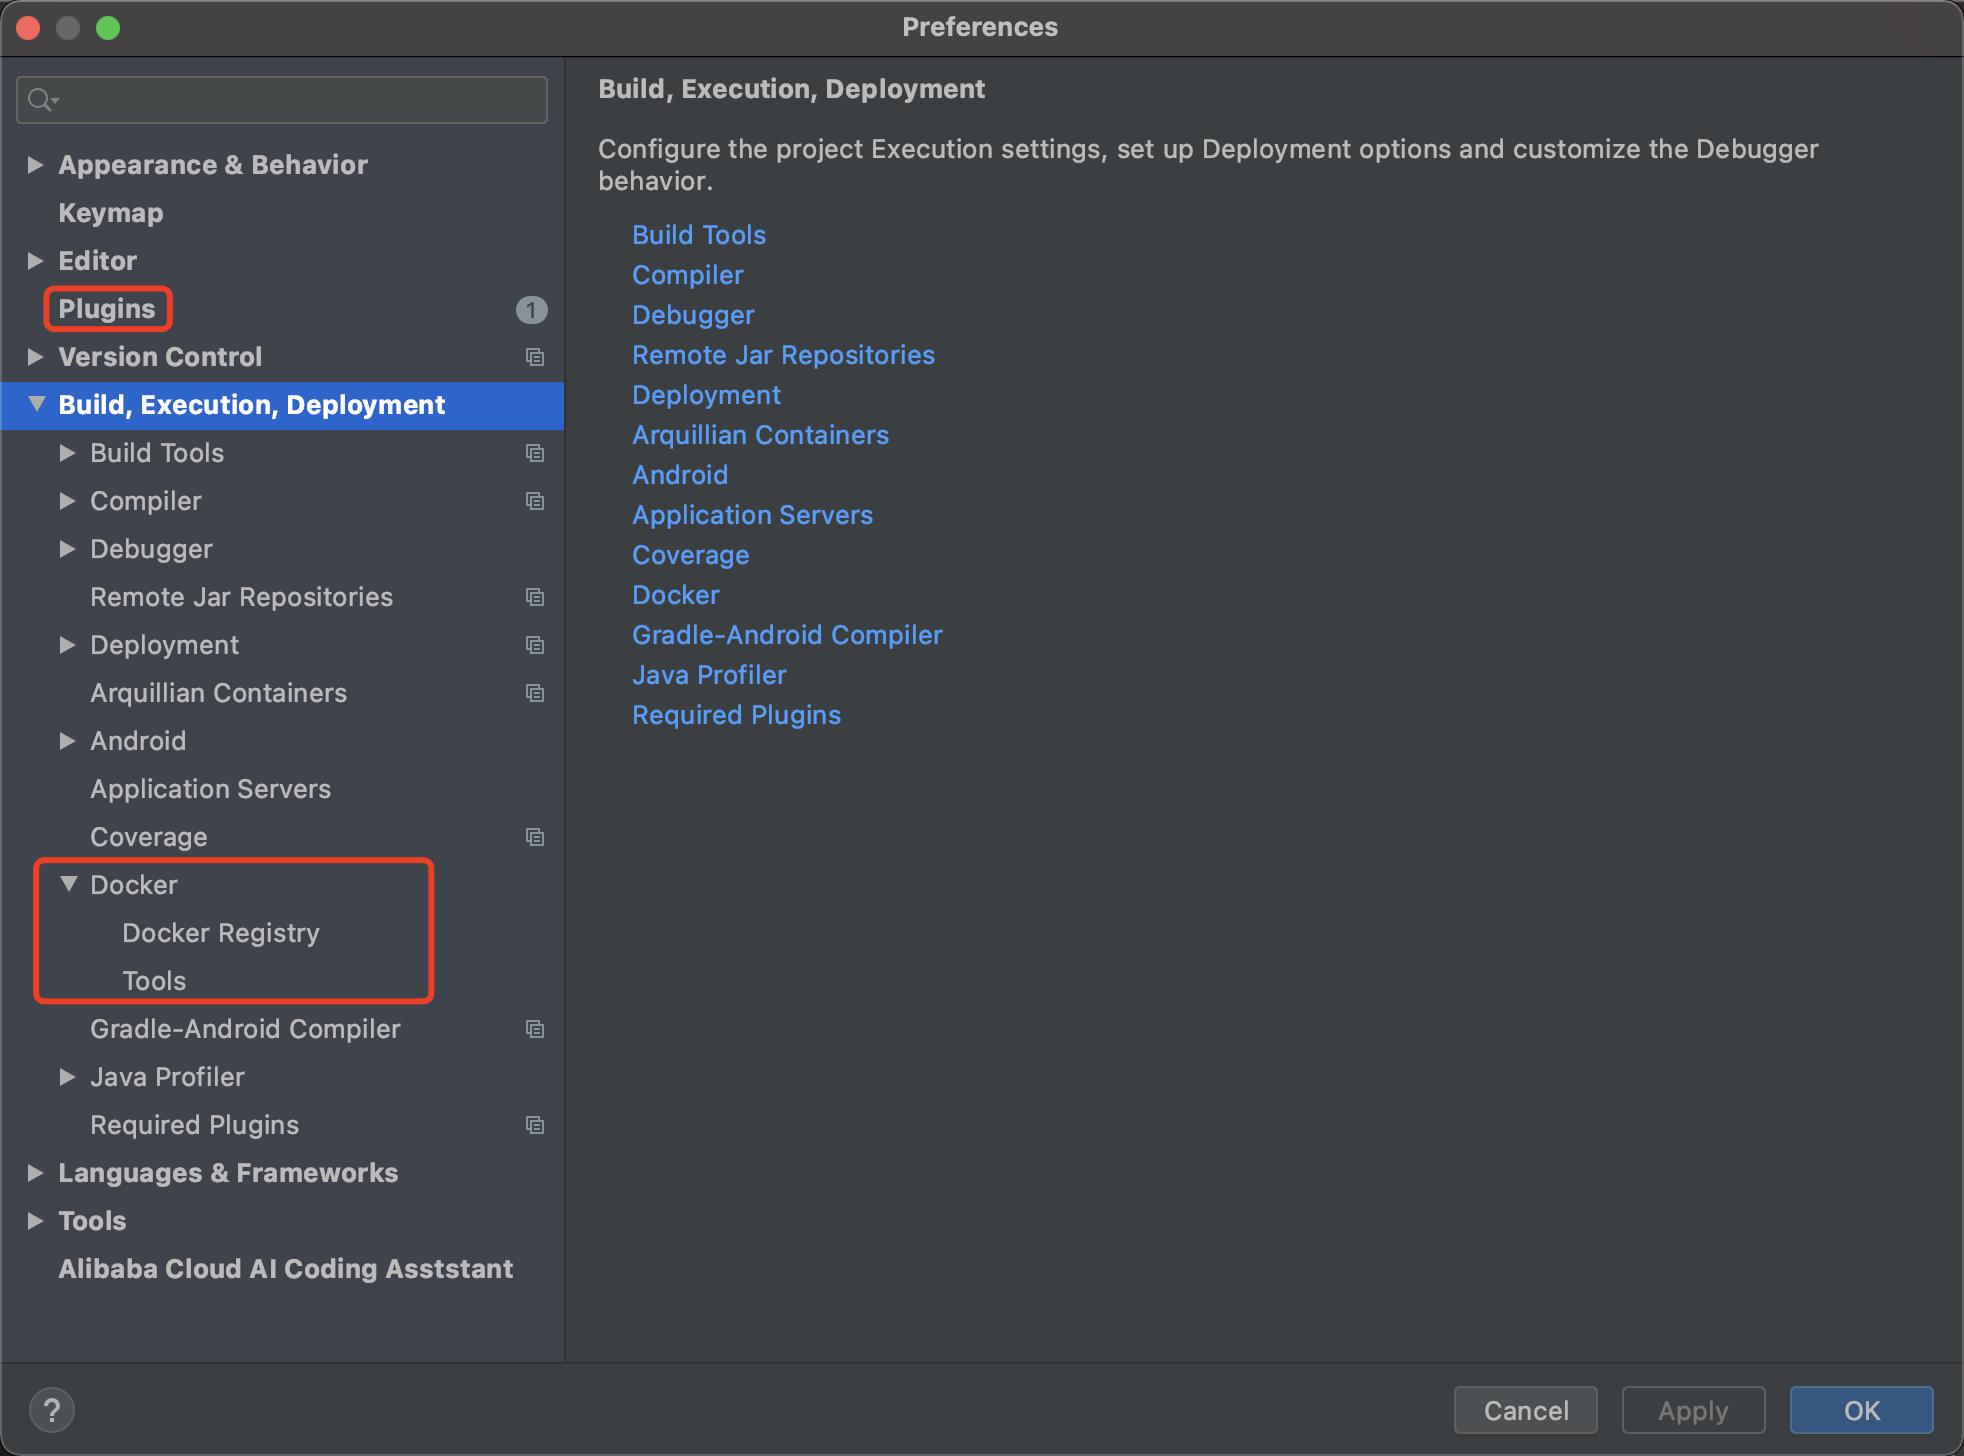 Preferences
Appearance & Behavior
Keymap
Editor
Plugins
1
Version Control
Build, Execution, Deployment
Build Tools
Compiler
Debugger
Remote Jar Repositories
Deployment
Arquillian Containers
Android
Application Servers
Coverage
Docker
Docker Registry
Tools
Gradle-Android Compiler
Java Profiler
Required Plugins
Languages & Frameworks
Tools
Alibaba Cloud AI Coding Asststant
Build, Execution, Deployment
Configure the project Execution settings, set up Deployment options and customize the Debugger
behavior.
Build Tools
Compiler
Debugger
Remote Jar Repositories
Deployment
Arquillian Containers
Android
Application Servers
Coverage
Docker
Gradle-Android Compiler
Java Profiler
Required Plugins
?
Cancel
Apply
OK